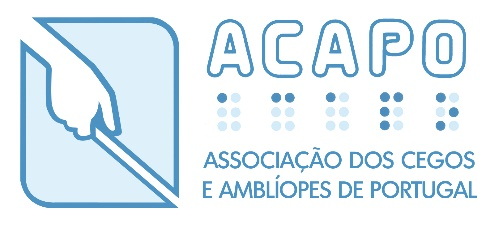 ACAPO
⠁⠉⠁⠏⠕
ASSOCIAÇÃO DOS CEGOS
E AMBLÍOPES DE PORTUGAL